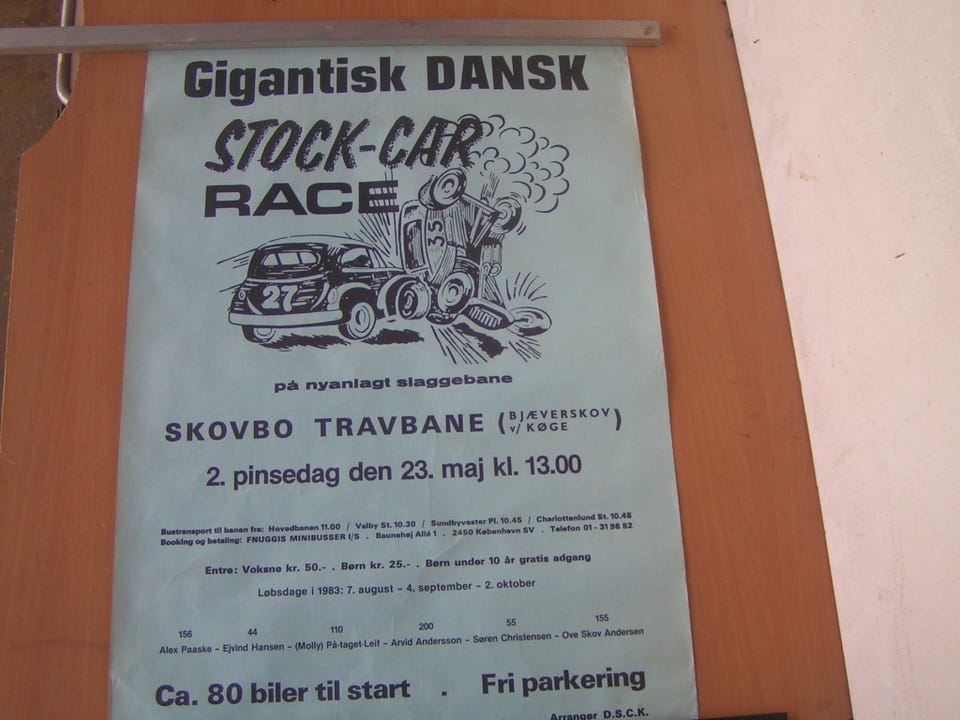 Gigantisk DANSK
STOCK-CAR
RACE
35
27
på nyanlagt slaggebane
SKOVBO TRAVBANE (BJÆVERSKOV
v/ KØGE)
2. pinsedag den 23. maj kl. 13.00
Bustransport til banen fra: Hovedbanen 11.00 / Valby St. 10.30 / Sundbyvester Pl. 10.45 / Charlottenlund St. 10.45
Booking og betaling: FNUGGIS MINIBUSSER I/S . Baunehøj Allé 1 . 2450 København SV . Telefon 01 - 31 98 82
Entre: Voksne kr. 50.- . Børn kr. 25.- . Børn under 10 år gratis adgang
Løbsdage i 1983: 7. august – 4. september – 2. oktober
156 44 110 200 55 155
Alex Paaske – Ejvind Hansen – (Molly) På-taget-Leif – Arvid Andersson – Søren Christensen – Ove Skov Andersen
Ca. 80 biler til start . Fri parkering
Arrangør D.S.C.K.